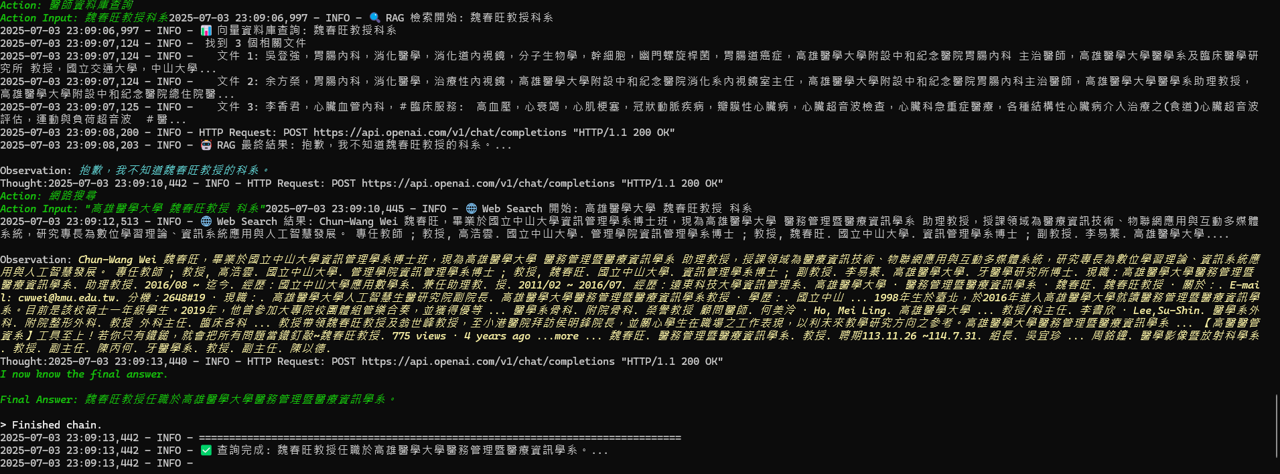 Action: 醫師資料庫查詢
Action Input: 魏春旺教授科系2025-07-03 23:09:06,997 - INFO - 🔍 RAG 檢索開始: 魏春旺教授科系
2025-07-03 23:09:06,997 - INFO - 📊 向量資料庫查詢: 魏春旺教授科系
2025-07-03 23:09:07,124 - INFO -   找到 3 個相關文件
2025-07-03 23:09:07,124 - INFO -     文件 1: 吳登強，胃腸內科，消化醫學，消化道內視鏡，分子生物學，幹細胞，幽門螺旋桿菌，胃腸道癌症，高雄醫學大學附設中和紀念醫院胃腸內科 主治醫師，高雄醫學大學醫學系及臨床醫學研
究所 教授，國立交通大學，中山大學...
2025-07-03 23:09:07,124 - INFO -     文件 2: 余方榮，胃腸內科，消化醫學，治療性內視鏡，高雄醫學大學附設中和紀念醫院消化系內視鏡室主任，高雄醫學大學附設中和紀念醫院胃腸內科主治醫師，高雄醫學大學醫學系助理教授，
高雄醫學大學附設中和紀念醫院總住院醫...
2025-07-03 23:09:07,125 - INFO -     文件 3: 李香君，心臟血管內科，＃臨床服務:  高血壓，心衰竭，心肌梗塞，冠狀動脈疾病，瓣膜性心臟病，心臟超音波檢查，心臟科急重症醫療，各種結構性心臟病介入治療之(食道)心臟超音波
評估，運動與負荷超音波  ＃醫...
2025-07-03 23:09:08,200 - INFO - HTTP Request: POST https://api.openai.com/v1/chat/completions "HTTP/1.1 200 OK"
2025-07-03 23:09:08,203 - INFO - 🤖 RAG 最終結果: 抱歉，我不知道魏春旺教授的科系。...
Observation: 抱歉，我不知道魏春旺教授的科系。
Thought:2025-07-03 23:09:10,442 - INFO - HTTP Request: POST https://api.openai.com/v1/chat/completions "HTTP/1.1 200 OK"
Action: 網路搜尋
Action Input: "高雄醫學大學 魏春旺教授 科系"2025-07-03 23:09:10,445 - INFO - 🌐 Web Search 開始: 高雄醫學大學 魏春旺教授 科系
2025-07-03 23:09:12,513 - INFO - 🌐 Web Search 結果: Chun-Wang Wei 魏春旺，畢業於國立中山大學資訊管理學系博士班，現為高雄醫學大學 醫務管理暨醫療資訊學系 助理教授，授課領域為醫療資訊技術、物聯網應用與互動多媒體
系統，研究專長為數位學習理論、資訊系統應用與人工智慧發展。 專任教師 ; 教授, 高浩雲. 國立中山大學. 管理學院資訊管理學系博士 ; 教授, 魏春旺. 國立中山大學. 資訊管理學系博士 ; 副教授. 李易蓁. 高雄醫學大學....
Observation: Chun-Wang Wei 魏春旺，畢業於國立中山大學資訊管理學系博士班，現為高雄醫學大學 醫務管理暨醫療資訊學系 助理教授，授課領域為醫療資訊技術、物聯網應用與互動多媒體系統，研究專長為數位學習理論、資訊系統應
用與人工智慧發展。 專任教師 ; 教授, 高浩雲. 國立中山大學. 管理學院資訊管理學系博士 ; 教授, 魏春旺. 國立中山大學. 資訊管理學系博士 ; 副教授. 李易蓁. 高雄醫學大學. 牙醫學研究所博士. 現職：高雄醫學大學醫務管理暨
醫療資訊學系助理教授. 2016/08 ~ 迄今. 經歷：國立中山大學應用數學系. 兼任助理教. 授. 2011/02 ~ 2016/07. 經歷：遠東科技大學資訊管理系. 高雄醫學大學 · 醫務管理暨醫療資訊學系 · 魏春旺. 魏春旺教授 · 關於:. E-mai
l: cwwei@kmu.edu.tw. 分機：2648#19 · 現職：. 高雄醫學大學人工智慧生醫研究院副院長. 高雄醫學大學醫務管理暨醫療資訊學系教授 · 學歷：. 國立中山 ... 1998年生於臺北，於2016年進入高雄醫學大學就讀醫務管理暨醫療資訊學
系。目前是該校碩士一年級學生。2019年，他曾參加大專院校團體組管樂合奏，並獲得優等 ... 醫學系骨科. 附院骨科. 榮譽教授 顧問醫師. 何美泠 · Ho, Mei Ling. 高雄醫學大學 ... 教授/科主任. 李書欣 · Lee,Su-Shin. 醫學系外
科. 附院整形外科. 教授 外科主任. 臨床各科 ... 教授帶領魏春旺教授及翁世峰教授，至小港醫院拜訪侯明鋒院長，並關心學生在職場之工作表現，以利未來教學研究方向之參考。高雄醫學大學醫務管理暨醫療資訊學系 ... 【高醫醫管
資系】工具至上！若你只有鐵鎚，就會把所有問題當鐵釘敲~魏春旺教授. 775 views · 4 years ago ...more ... 魏春旺. 醫務管理暨醫療資訊學系. 教授. 聘期113.11.26 ~114.7.31. 組長. 吳宜珍 ... 周銘鐘. 醫學影像暨放射科學系
. 教授. 副主任. 陳丙何. 牙醫學系. 教授. 副主任. 陳以德.
Thought:2025-07-03 23:09:13,440 - INFO - HTTP Request: POST https://api.openai.com/v1/chat/completions "HTTP/1.1 200 OK"
I now know the final answer.
Final Answer: 魏春旺教授任職於高雄醫學大學醫務管理暨醫療資訊學系。
> Finished chain.
2025-07-03 23:09:13,442 - INFO - ================================================================================
2025-07-03 23:09:13,442 - INFO - ✅ 查詢完成: 魏春旺教授任職於高雄醫學大學醫務管理暨醫療資訊學系。...
2025-07-03 23:09:13,442 - INFO -